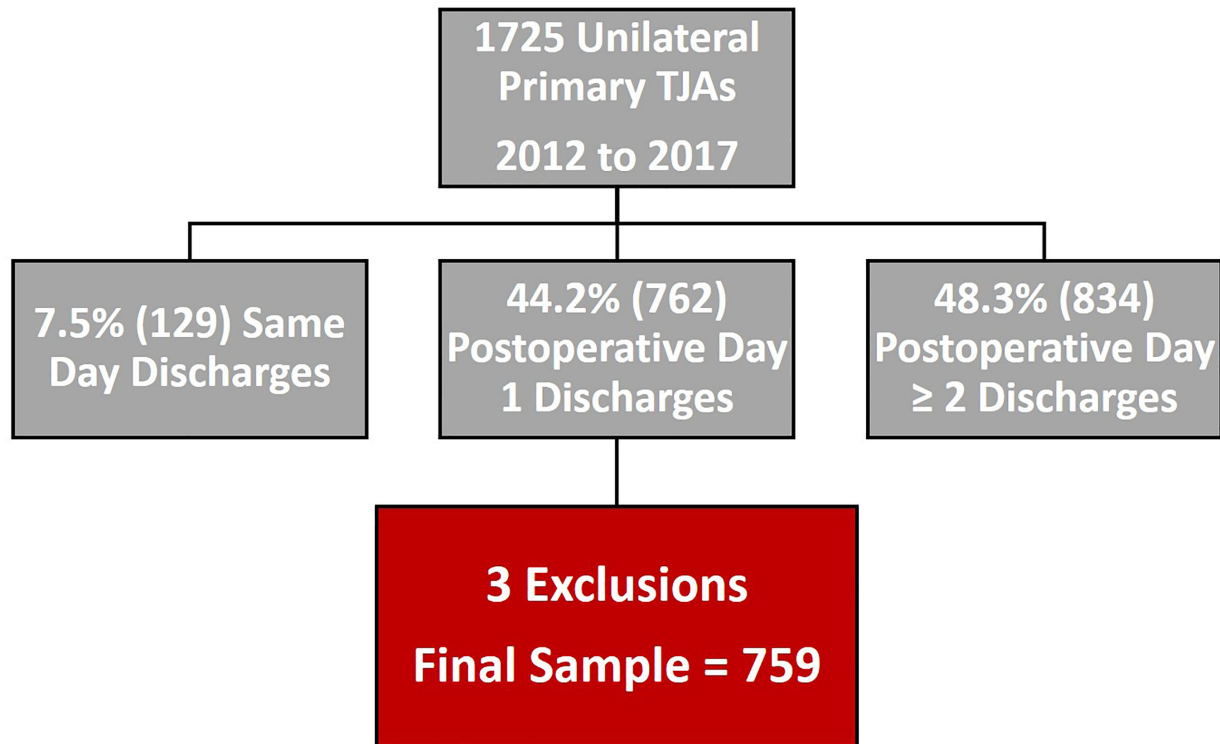 1725 Unilateral
Primary TJAs
2012 to 2017
7.5% (129) Same
Day Discharges
44.2% (762)
Postoperative Day
1 Discharges
48.3% (834)
Postoperative Day
≥ 2 Discharges
3 Exclusions
Final Sample = 759